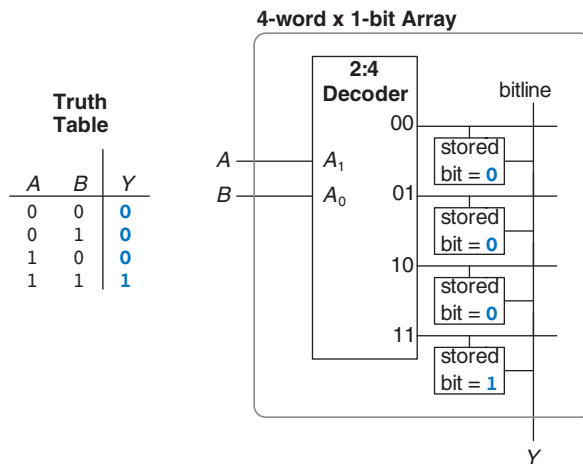 4-word x 1-bit Array
2:4
Decoder
bitline
Truth
Table
00
stored
bit = 0
A
A1
B
A0
01
stored
bit = 0
A B Y
0 0 0
0 1 0
1 0 0
1 1 1
10
stored
bit = 0
11
stored
bit = 1
Y